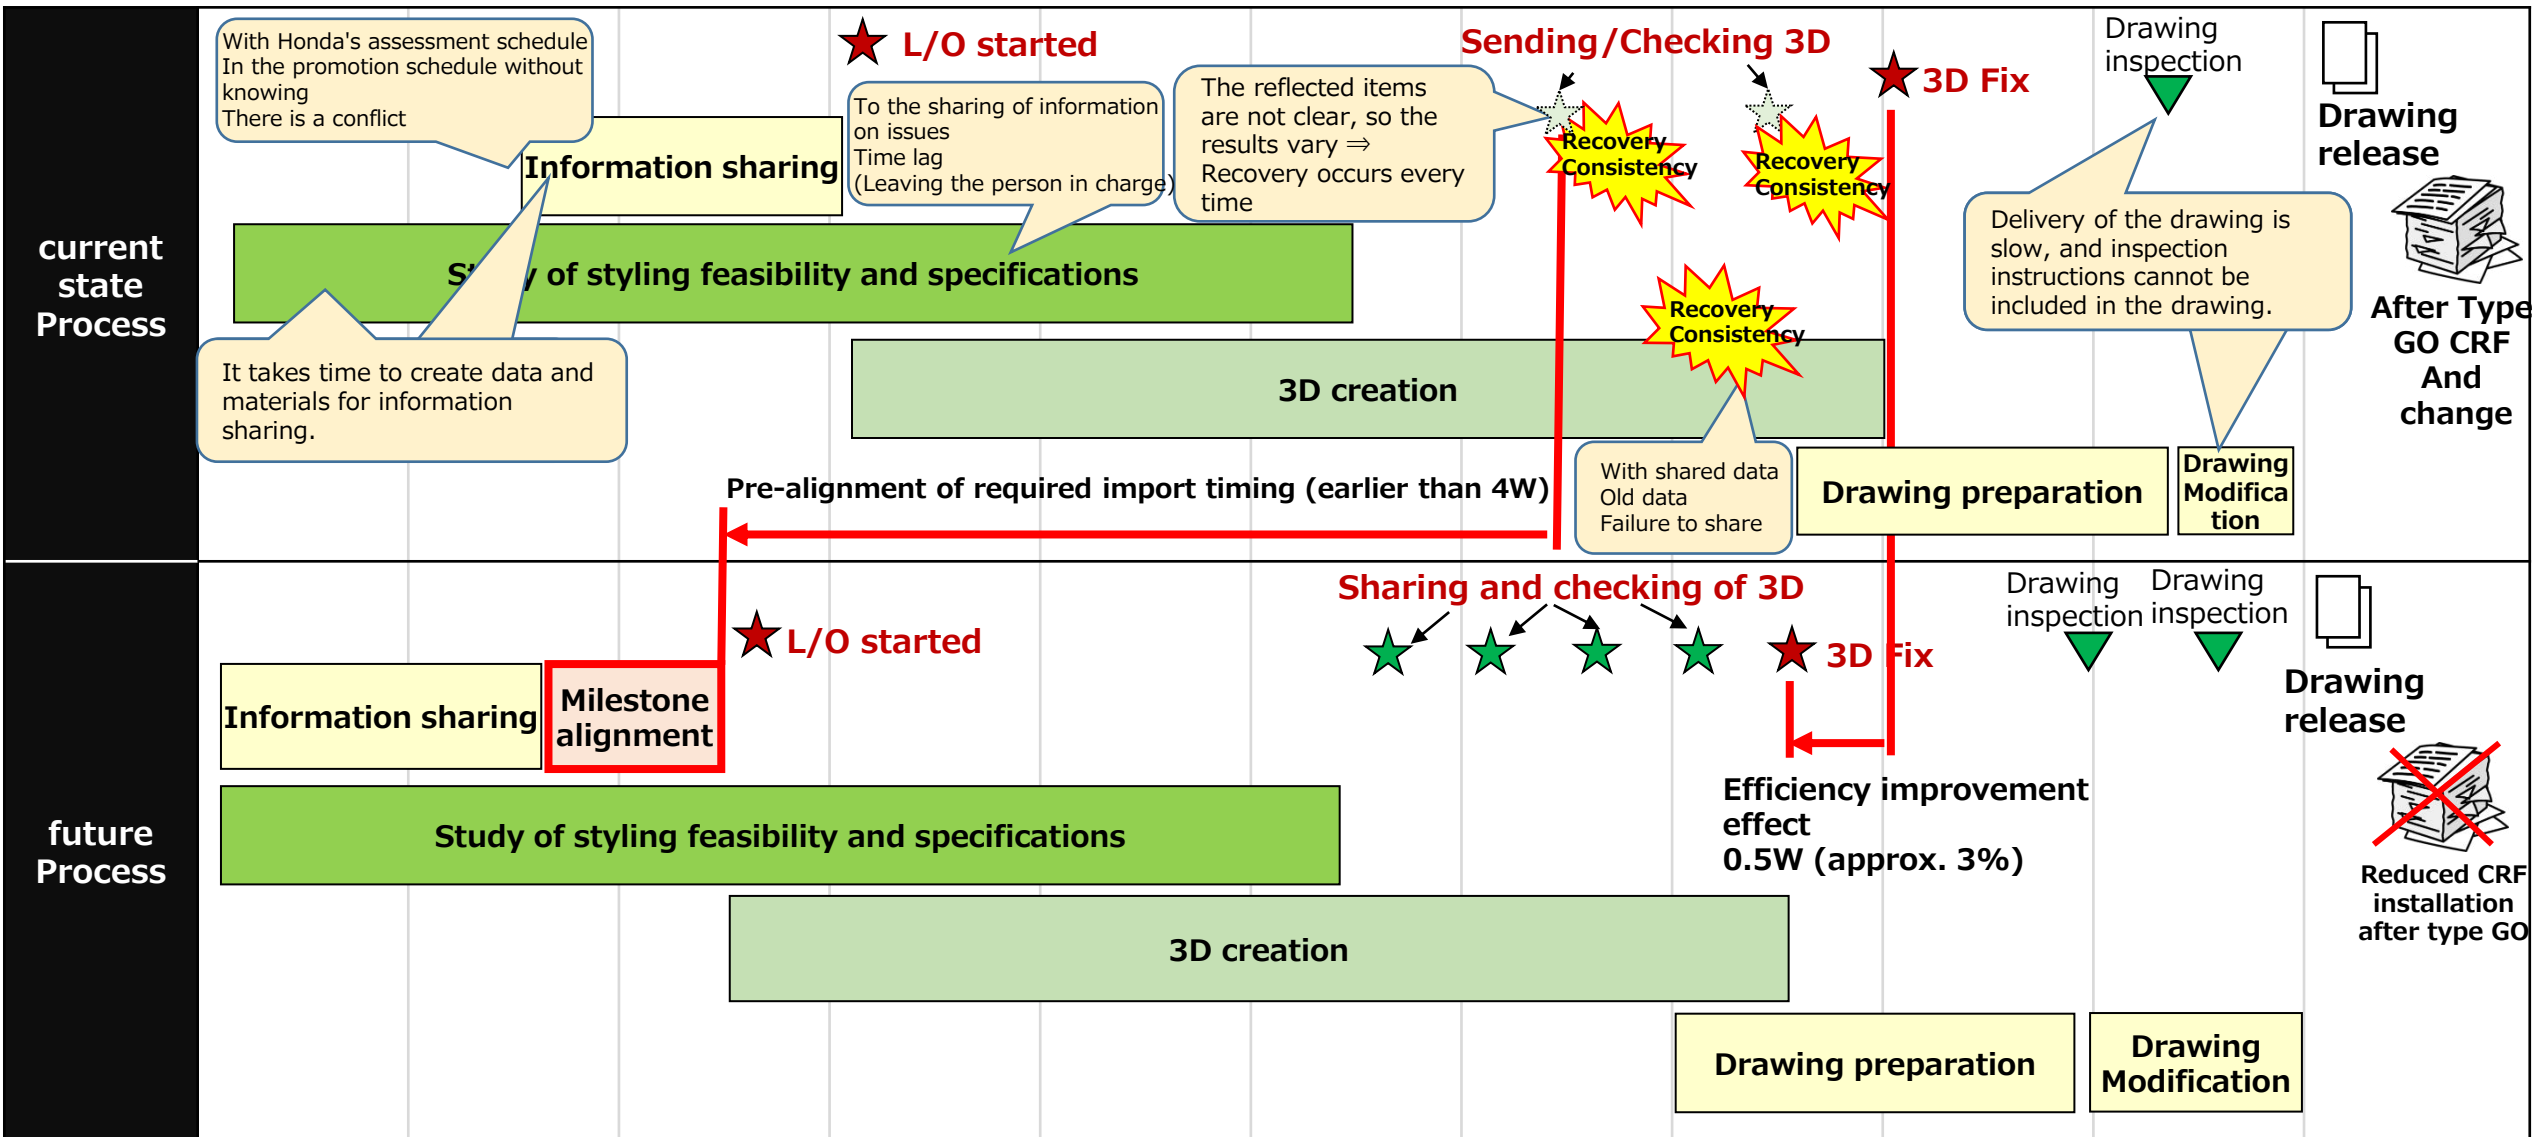 current
state
Process
With Honda's assessment schedule
In the promotion schedule without
knowing
There is a conflict
L/O started
Information sharing
To the sharing of information
on issues
Time lag
(Leaving the person in charge)
The reflected items
are not clear, so the
results vary ⇒
Recovery occurs every
time
Sending/Checking 3D
Recovery
Consistency
Recovery
Consistency
3D Fix
Drawing
inspection
Drawing
release
Delivery of the drawing is
slow, and inspection
instructions cannot be
included in the drawing.
After Type
GO CRF
And
change
of styling feasibility and specifications
It takes time to create data and
materials for information
sharing.
Recovery
Consistency
3D creation
With shared data
Old data
Failure to share
Pre-alignment of required import timing (earlier than 4W)
Drawing preparation
Drawing
Modifica
tion
future
Process
L/O started
Sharing and checking of 3D
3D Fix
Drawing
inspection
Drawing
inspection
Drawing
release
Information sharing
Milestone
alignment
Efficiency improvement
effect
0.5W (approx. 3%)
Study of styling feasibility and specifications
Reduced CRF
installation
after type GO
3D creation
Drawing preparation
Drawing
Modification